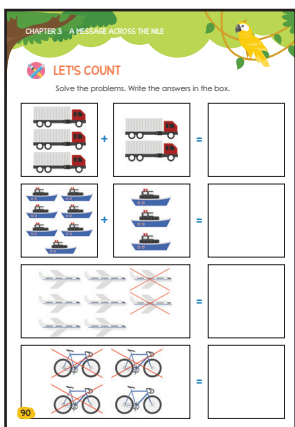 CHAPTER 3 A MESSAGE ACROSS THE NILE
LET'S COUNT
Solve the problems. Write the answers in the box.
+ =
+ =
=
=
90